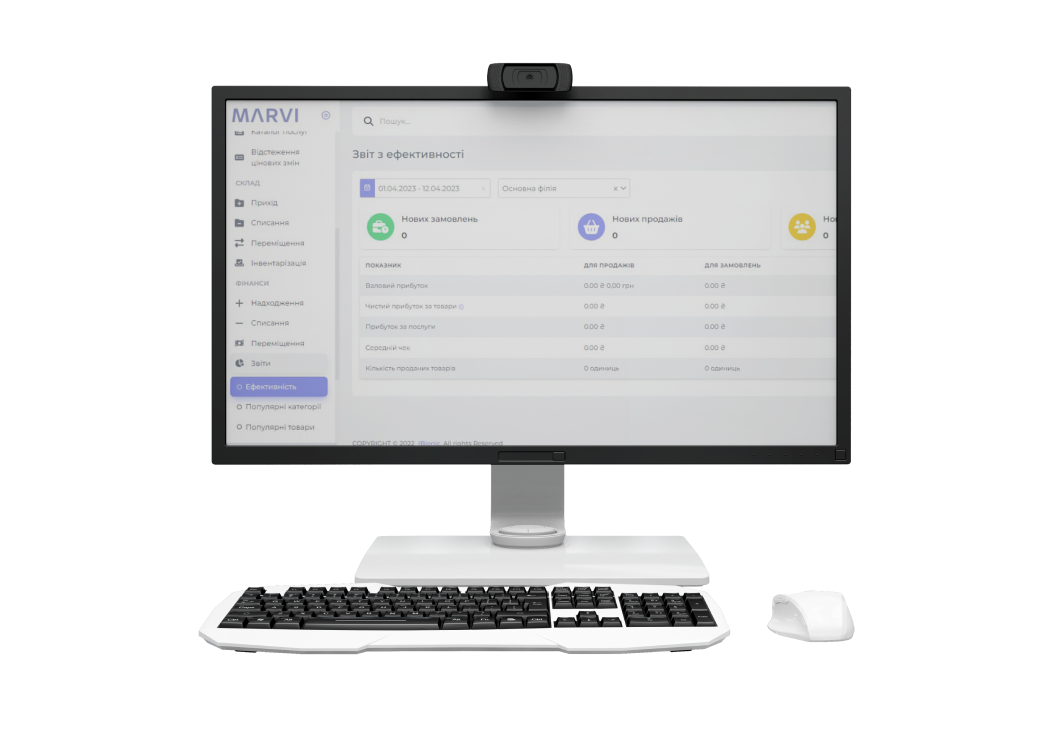 MARVI
Каталог послуг
Відстеження
цінових змін
СКЛАД
Прихід
Списання
Переміщення
Інвентарізація
ФІНАНСИ
Надходження
Списання
Переміщення
Звіти
Ефективність
Популярні категорії
Популярні товари
Пошук...
Звіт з ефективності
01.04.2023 - 12.04.2023
Основна філія
Нових замовлень
0
Нових продажів
0
Но
0
ПОКАЗНИК ДЛЯ ПРОДАЖІВ ДЛЯ ЗАМОВЛЕНЬ
Валовий прибуток 0.00 ₴ 0,00 грн 0.00 ₴
Чистий прибуток за товари 0.00 ₴ 0.00 ₴
Прибуток за послуги 0.00 ₴ 0.00 ₴
Середній чек 0.00 ₴ 0.00 ₴
Кількість проданих товарів 0 одиниць 0 одиниць
COPYRIGHT © 2022 All rights Reserved